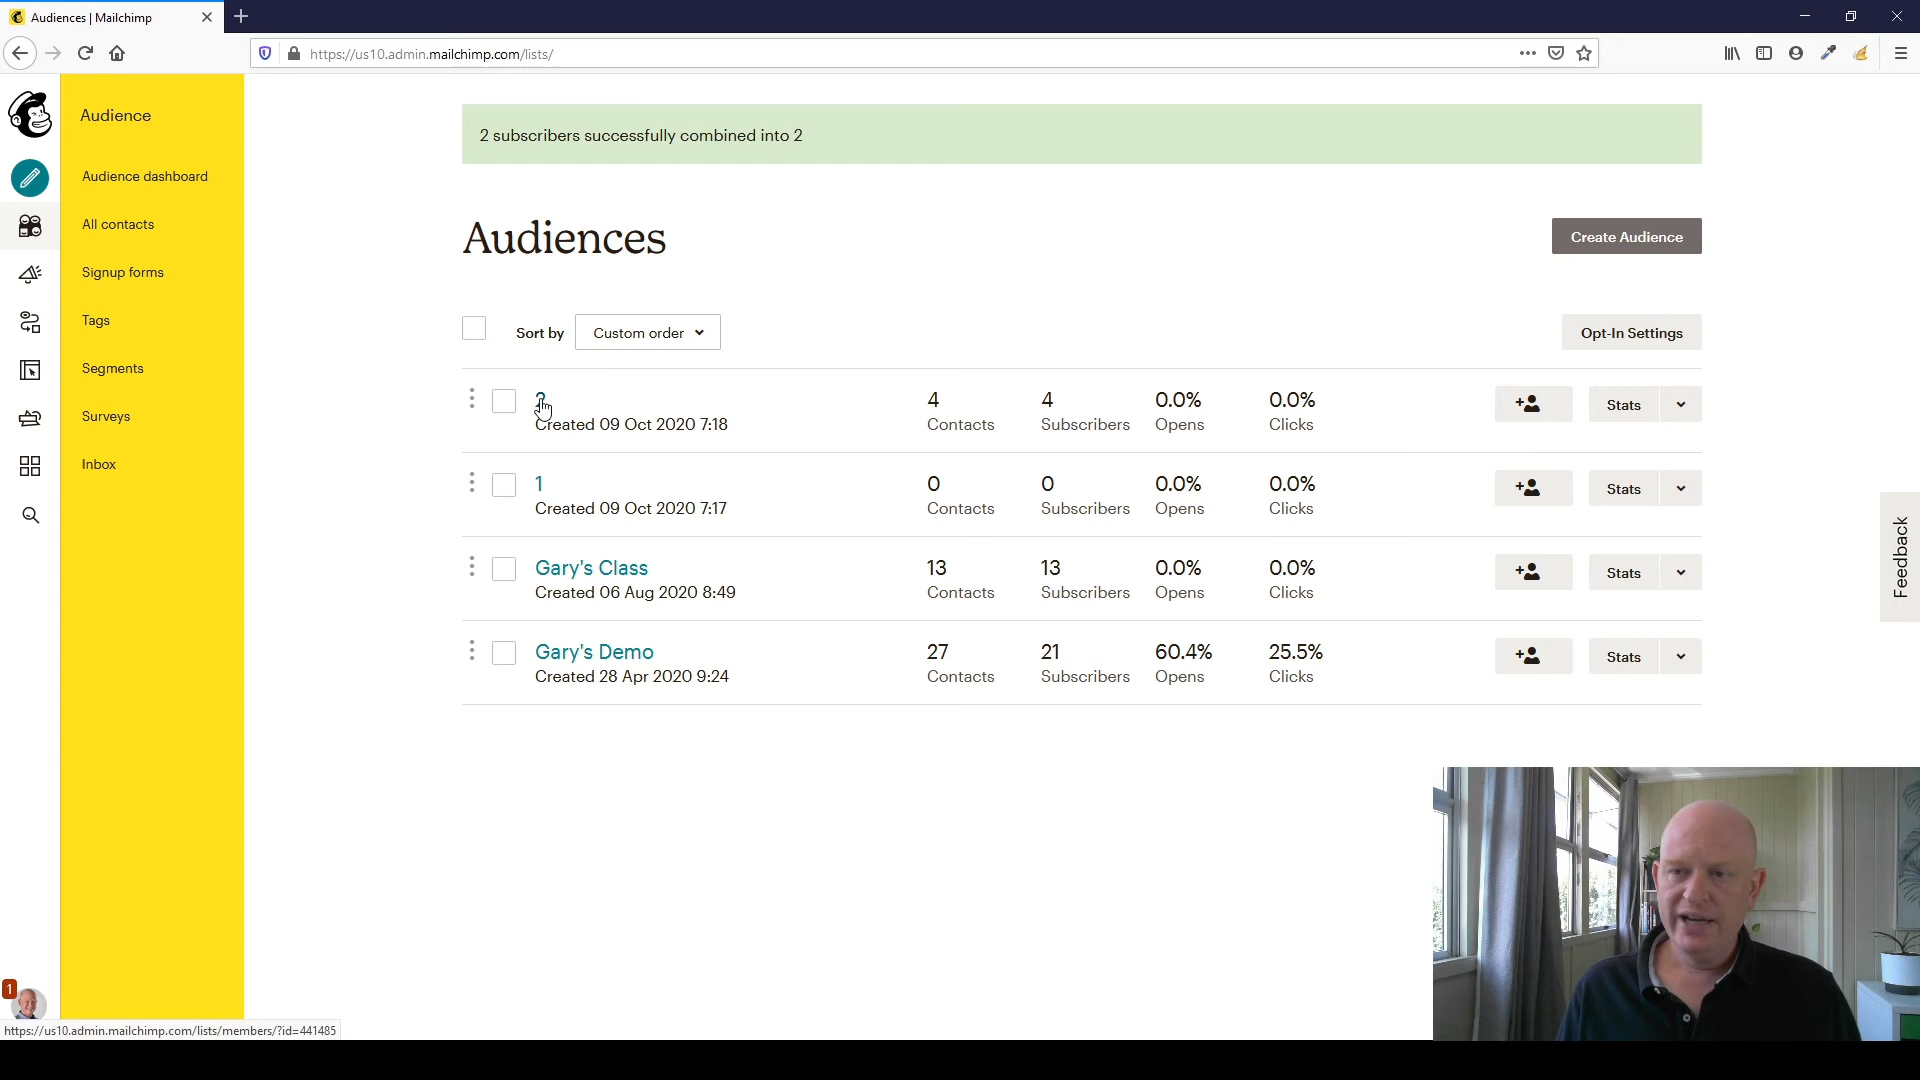 Audiences | Mailchimp
https://us10.admin.mailchimp.com/lists/
Audience
Audience dashboard
All contacts
Signup forms
Tags
Segments
Surveys
Inbox
1
https://us10.admin.mailchimp.com/lists/members/?id=441485
2 subscribers successfully combined into 2
Audiences
Create Audience
Sort by Custom order
Opt-In Settings
2 4 4 0.0% 0.0%
Created 09 Oct 2020 7:18 Contacts Subscribers Opens Clicks
Stats
1 0 0 0.0% 0.0%
Created 09 Oct 2020 7:17 Contacts Subscribers Opens Clicks
Stats
Gary's Class 13 13 0.0% 0.0%
Created 06 Aug 2020 8:49 Contacts Subscribers Opens Clicks
Stats
Gary's Demo 27 21 60.4% 25.5%
Created 28 Apr 2020 9:24 Contacts Subscribers Opens Clicks
Stats
Feedback